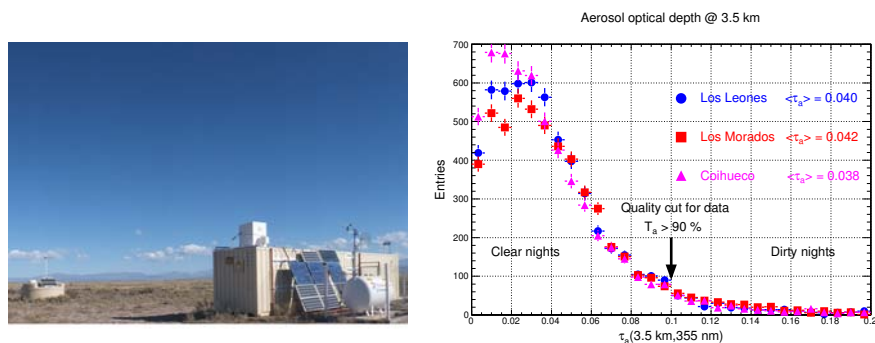 Aerosol optical depth @ 3.5 km
700
600
500
400
300
200
100
0
Entries
Los Leones <τa> = 0.040
Los Morados <τa> = 0.042
Coihueco <τa> = 0.038
Quality cut for data
Ta > 90 %
Clear nights
Dirty nights
0 0.02 0.04 0.06 0.08 0.1 0.12 0.14 0.16 0.18 0.2
τa(3.5 km,355 nm)